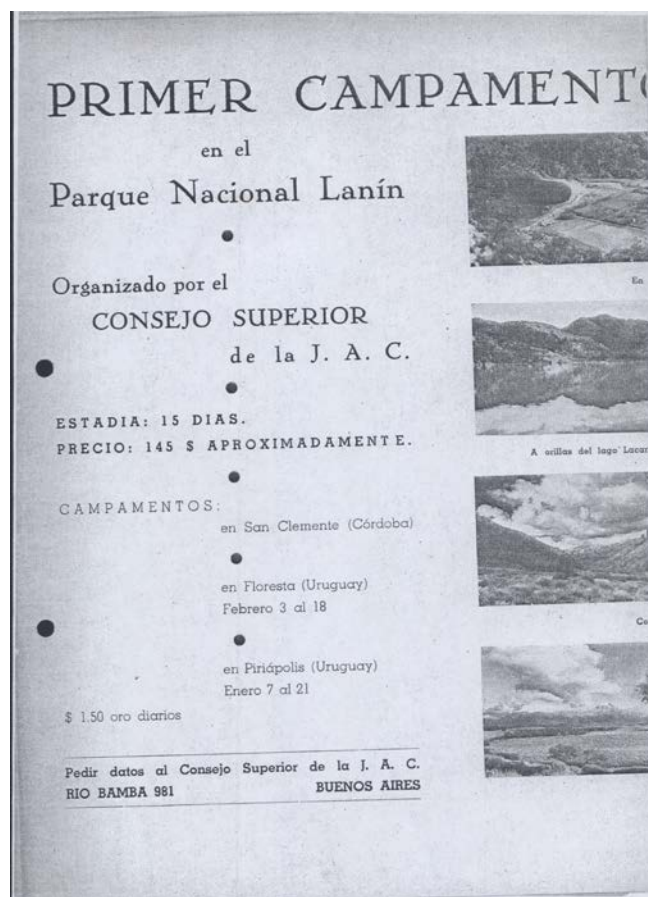 PRIMER CAMPAMENTO
en el
Parque Nacional Lanín
Organizado por el
CONSEJO SUPERIOR
de la J. A. C.
ESTADIA: 15 DIAS.
PRECIO: 145 $ APROXIMADAMENTE.
CAMPAMENTOS:
en San Clemente (Córdoba)
en Floresta (Uruguay)
Febrero 3 al 18
en Piriápolis (Uruguay)
Enero 7 al 21
$ 1.50 oro diarios
Pedir datos al Consejo Superior de la J. A. C.
RIO BAMBA 981 BUENOS AIRES
En
A orillas del lago Lacar